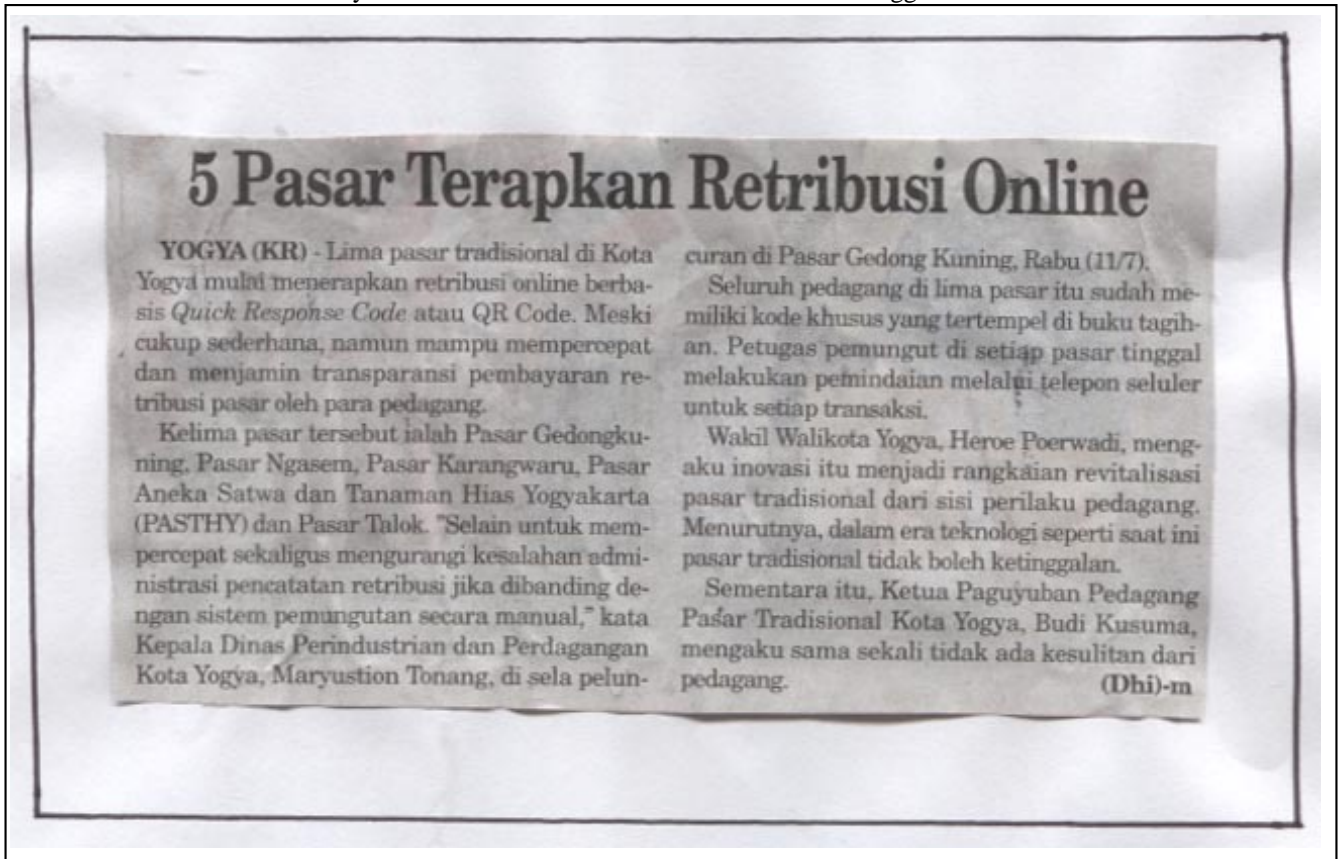 5 Pasar Terapkan Retribusi Online
YOGYA (KR) - Lima pasar tradisional di Kota
Yogya mulai menerapkan retribusi online berba-
sis Quick Response Code atau QR Code. Meski
cukup sederhana, namun mampu mempercepat
dan menjamin transparansi pembayaran re-
tribusi pasar oleh para pedagang.
Kelima pasar tersebut ialah Pasar Gedongku-
ning, Pasar Ngasem, Pasar Karangwaru, Pasar
Aneka Satwa dan Tanaman Hias Yogyakarta
(PASTHY) dan Pasar Talok. "Selain untuk mem-
percepat sekaligus mengurangi kesalahan admi-
nistrasi pencatatan retribusi jika dibanding de-
ngan sistem pemungutan secara manual," kata
Kepala Dinas Perindustrian dan Perdagangan
Kota Yogya, Maryustion Tonang, di sela pelun-
curan di Pasar Gedong Kuning, Rabu (11/7).
Seluruh pedagang di lima pasar itu sudah me-
miliki kode khusus yang tertempel di buku tagih-
an. Petugas pemungut di setiap pasar tinggal
melakukan pemindaian melalui telepon seluler
untuk setiap transaksi.
Wakil Walikota Yogya, Heroe Poerwadi, meng-
aku inovasi itu menjadi rangkaian revitalisasi
pasar tradisional dari sisi perilaku pedagang.
Menurutnya, dalam era teknologi seperti saat ini
pasar tradisional tidak boleh ketinggalan.
Sementara itu, Ketua Paguyuban Pedagang
Pasar Tradisional Kota Yogya, Budi Kusuma,
mengaku sama sekali tidak ada kesulitan dari
pedagang. (Dhi)-m